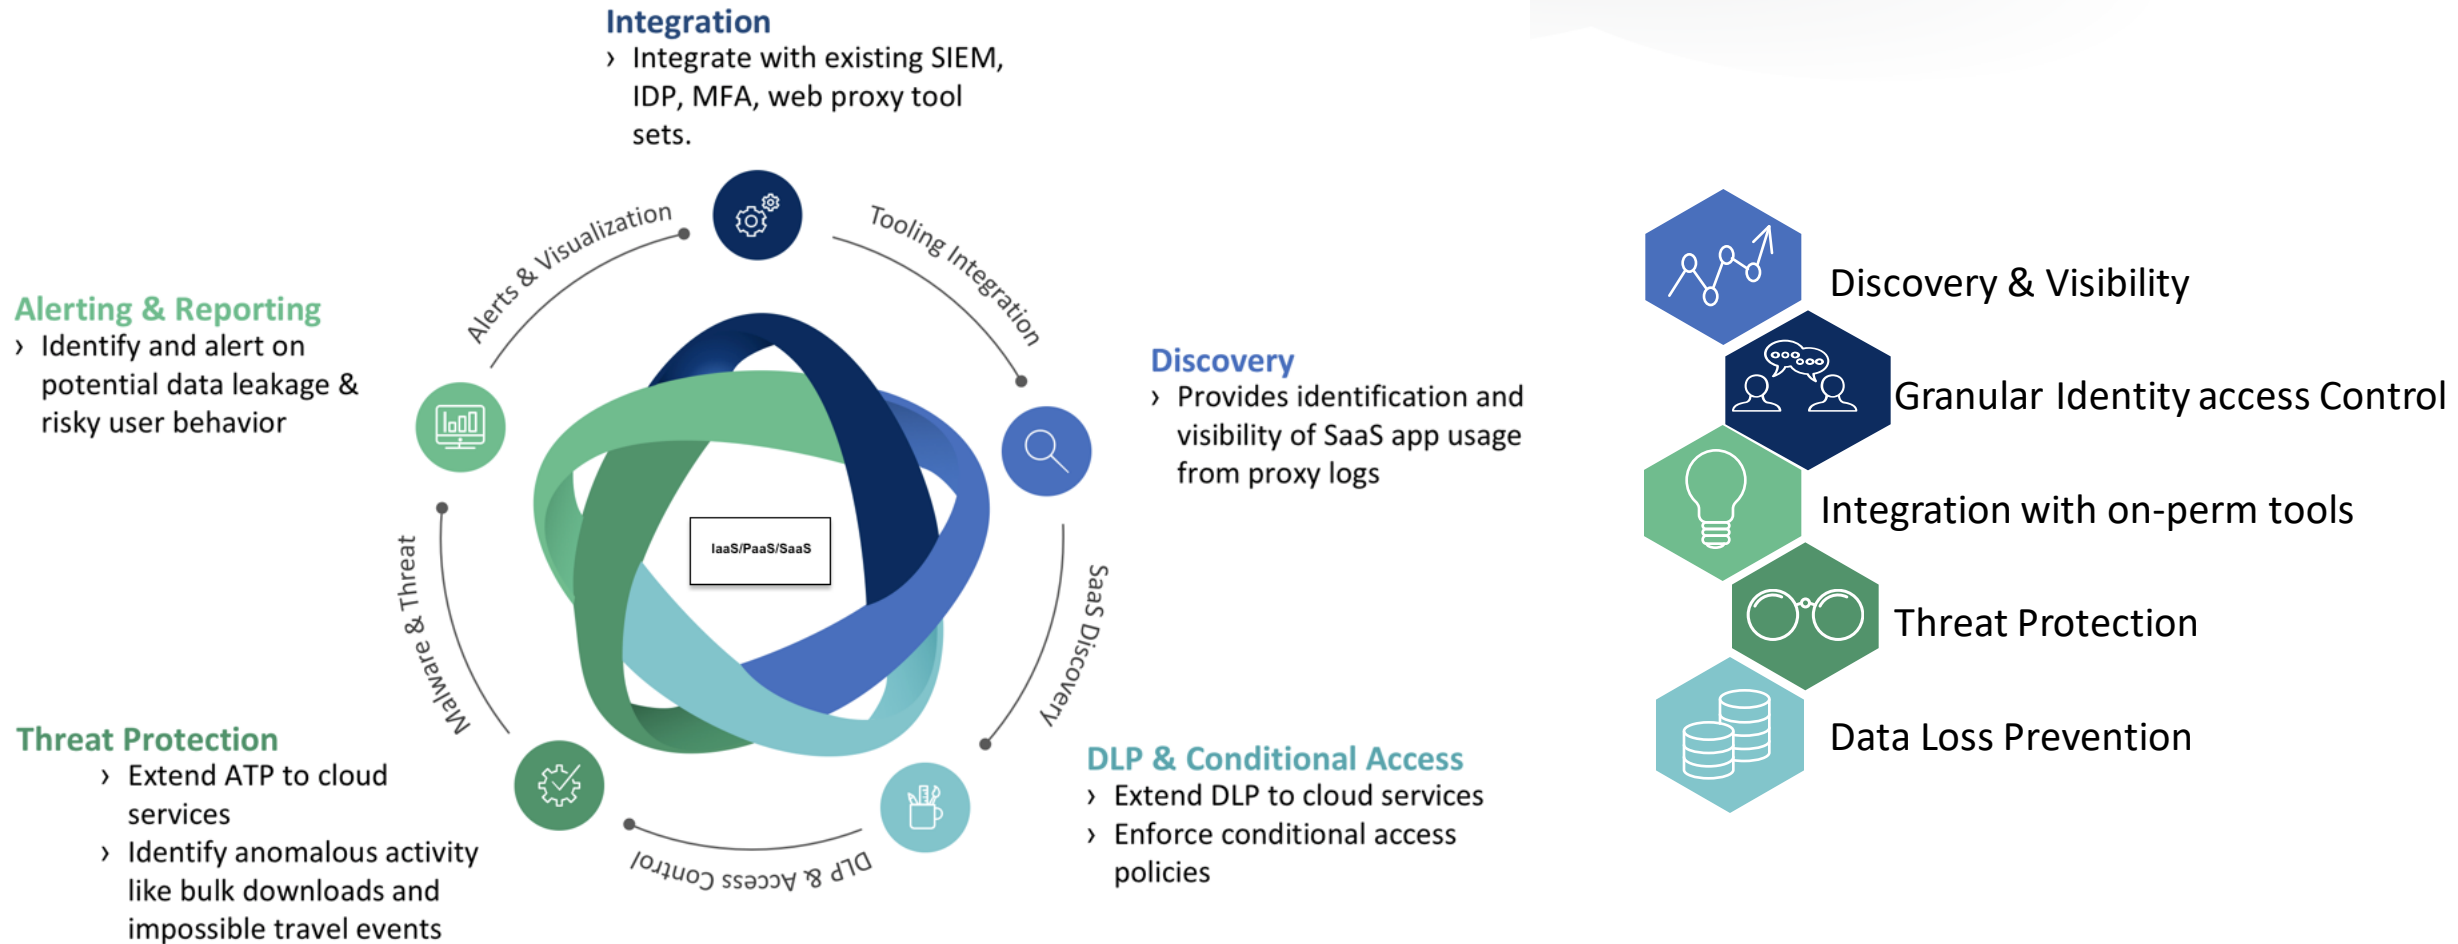 Integration
› Integrate with existing SIEM,
IDP, MFA, web proxy tool
sets.
Alerts & Visualization
Tooling Integration
Alerting & Reporting
› Identify and alert on
potential data leakage &
risky user behavior
Discovery
› Provides identification and
visibility of SaaS app usage
from proxy logs
IaaS/PaaS/SaaS
Malware & Threat
SaaS Discovery
Threat Protection
› Extend ATP to cloud
services
› Identify anomalous activity
like bulk downloads and
impossible travel events
DLP & Access Control
DLP & Conditional Access
› Extend DLP to cloud services
› Enforce conditional access
policies
Discovery & Visibility
Granular Identity access Control
Integration with on-perm tools
Threat Protection
Data Loss Prevention